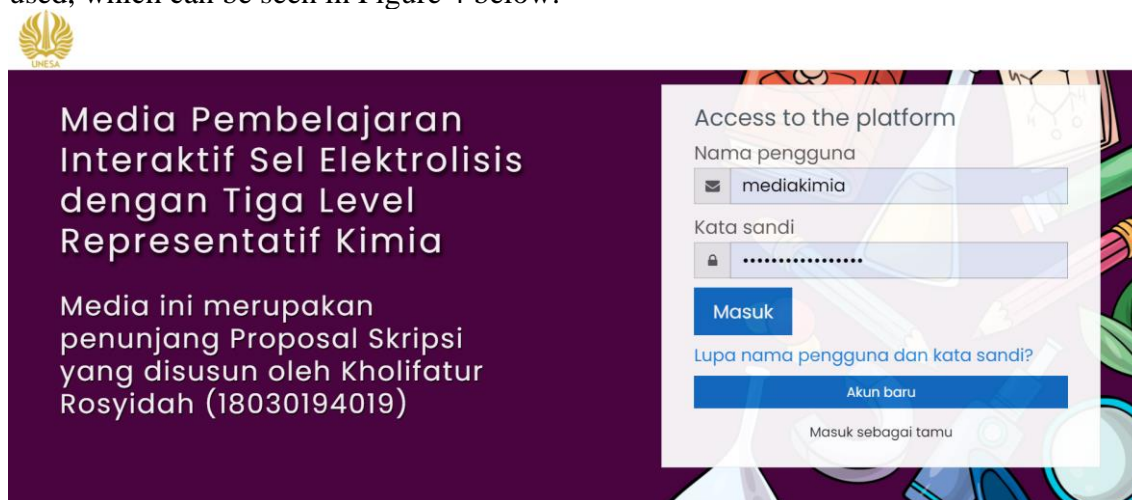 used, which can be seen in Figure 4 below.
UNESA
Media Pembelajaran
Interaktif Sel Elektrolisis
dengan Tiga Level
Representatif Kimia
Media ini merupakan
penunjang Proposal Skripsi
yang disusun oleh Kholifatur
Rosyidah (18030194019)
Access to the platform
Nama pengguna
mediakimia
Kata sandi
•••••••••••••••••
Masuk
Lupa nama pengguna dan kata sandi?
Akun baru
Masuk sebagai tamu